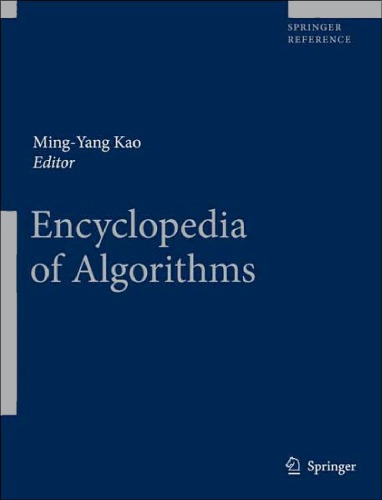 SPRINGER
REFERENCE
Ming-Yang Kao
Editor
Encyclopedia
of Algorithms
Springer